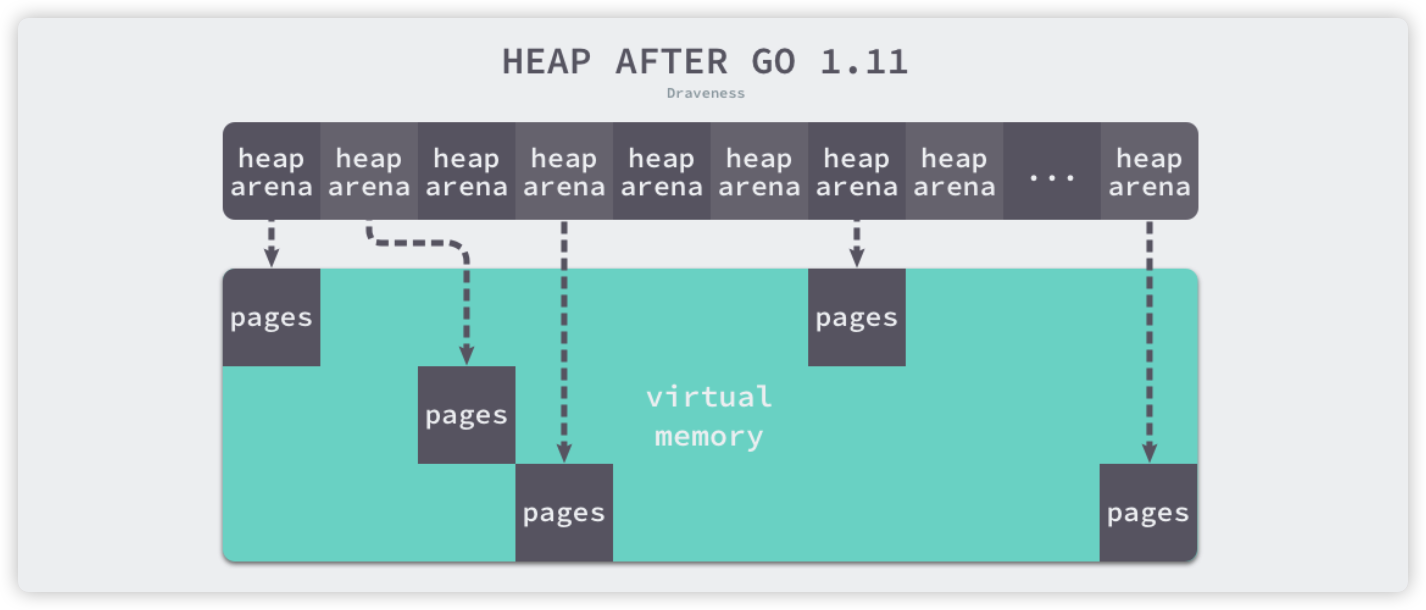 HEAP AFTER GO 1.11
Draveness
heap arena
heap arena
heap arena
heap arena
heap arena
heap arena
heap arena
heap arena
...
heap arena
pages
pages
virtual
memory
pages
pages
pages